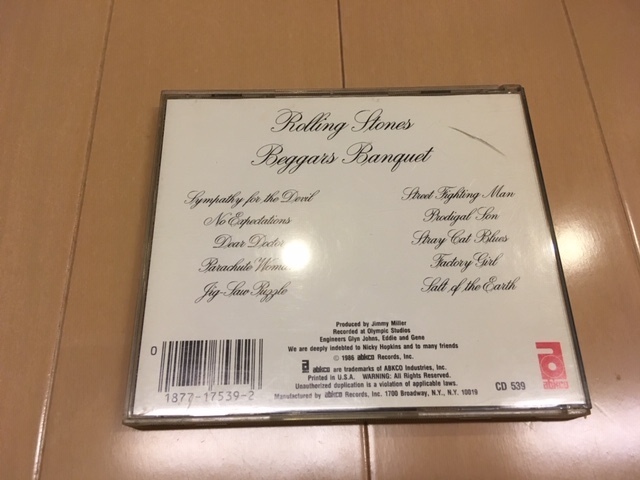 Rolling Stones
Beggars Banquet
Sympathy for the Devil
No Expectations
Dear Doctor
Parachute Woman
Jig-Saw Puzzle
Street Fighting Man
Prodigal Son
Stray Cat Blues
Factory Girl
Salt of the Earth
Produced by Jimmy Miller
Recorded at Olympic Studios
Engineers Glyn Johns, Eddie and Gene
We are deeply indebted to Nicky Hopkins and to many friends
© 1986 abkco Records, Inc.
abkco are trademarks of ABKCO Industries, Inc.
Printed in U.S.A. WARNING: All Rights Reserved.
Unauthorized duplication is a violation of applicable laws.
Manufactured by abkco Records, Inc. 1700 Broadway, N.Y., N.Y. 10019
CD 539
0
1877-17539-2